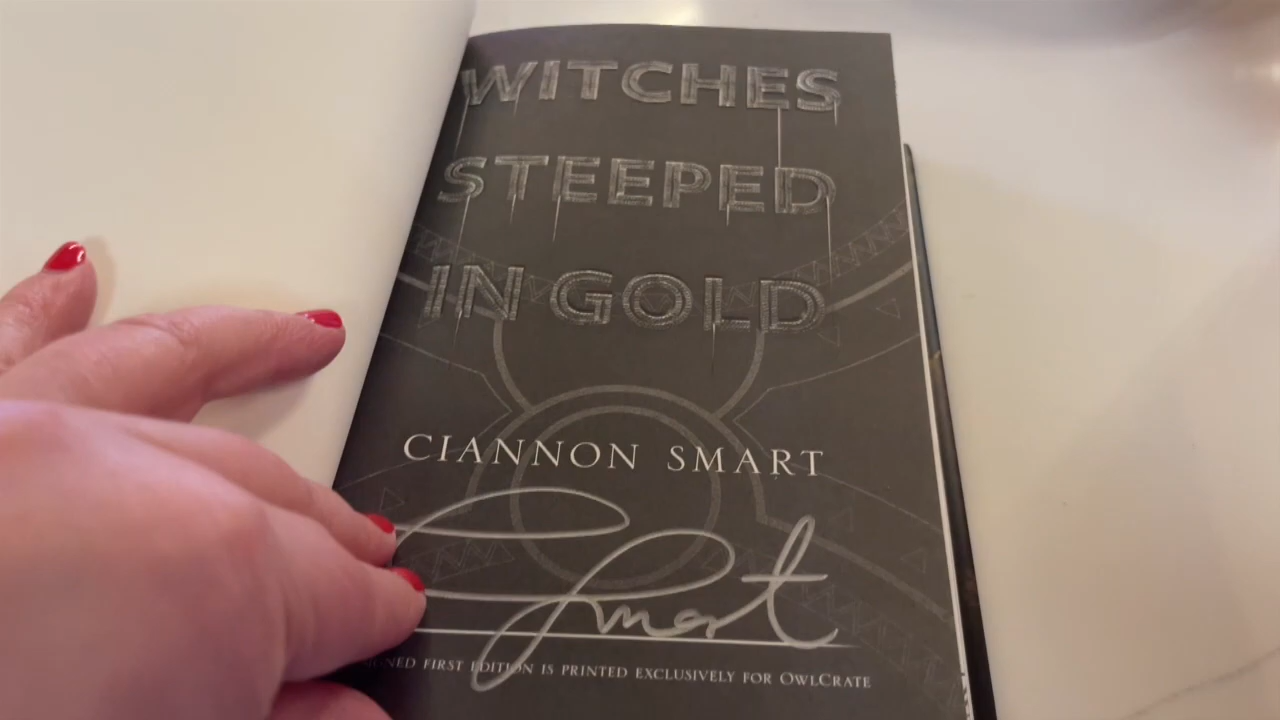 WITCHES
STEEPED
IN GOLD
CIANNON SMART
C Smart
FIRST EDITION IS PRINTED EXCLUSIVELY FOR OWLCRATE